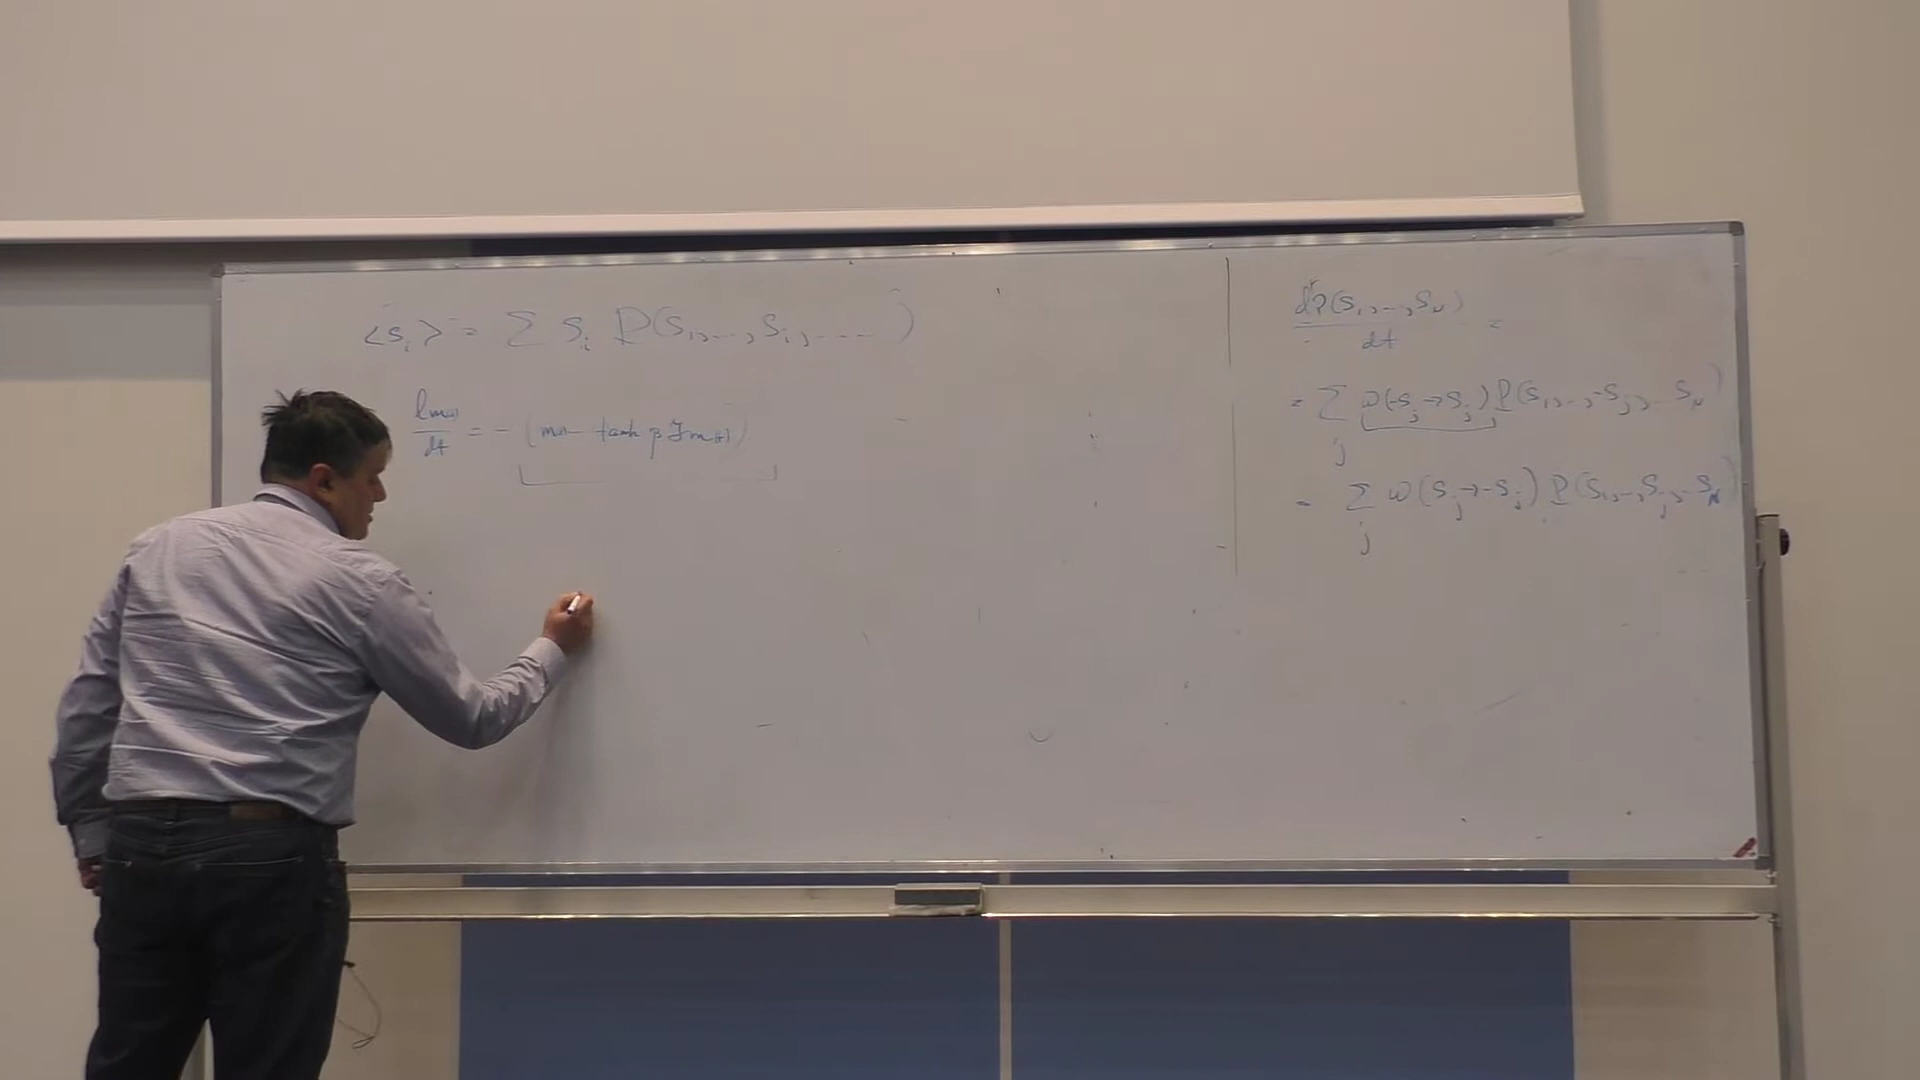 <S_i> = Σ S_i P(S_1, ..., S_i, ....)
dm(t)/dt = - (m(t) - tanh β J m(t))
dP(S_1, ..., S_N)/dt =
= Σ_j ω(-S_j → S_j) P(S_1, ..., -S_j, .. S_N)
= Σ_j ω(S_j → -S_j) P(S_1, .., S_j, .. S_N)